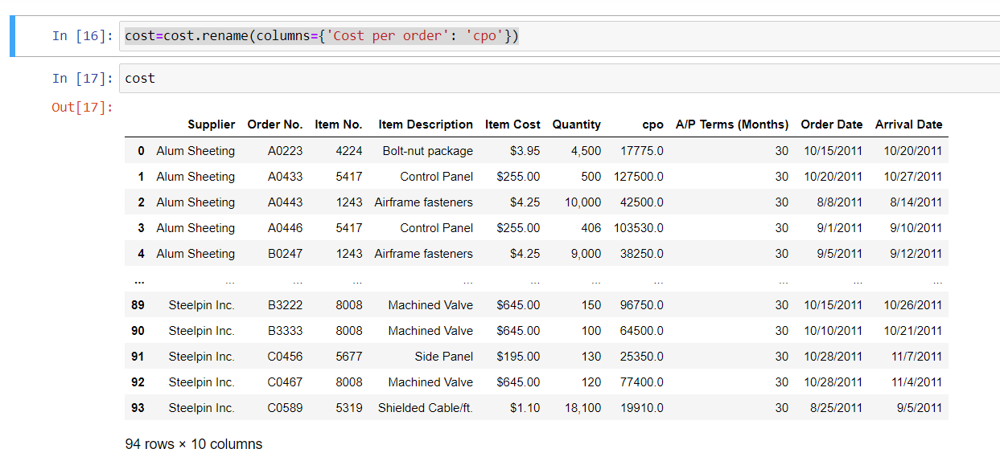 In [16]: cost=cost.rename(columns={'Cost per order': 'cpo'})
In [17]: cost
Out[17]:
Supplier Order No. Item No. Item Description Item Cost Quantity cpo A/P Terms (Months) Order Date Arrival Date
0 Alum Sheeting A0223 4224 Bolt-nut package $3.95 4,500 17775.0 30 10/15/2011 10/20/2011
1 Alum Sheeting A0433 5417 Control Panel $255.00 500 127500.0 30 10/20/2011 10/27/2011
2 Alum Sheeting A0443 1243 Airframe fasteners $4.25 10,000 42500.0 30 8/8/2011 8/14/2011
3 Alum Sheeting A0446 5417 Control Panel $255.00 406 103530.0 30 9/1/2011 9/10/2011
4 Alum Sheeting B0247 1243 Airframe fasteners $4.25 9,000 38250.0 30 9/5/2011 9/12/2011
... ... ... ... ... ... ... ... ... ... ...
89 Steelpin Inc. B3222 8008 Machined Valve $645.00 150 96750.0 30 10/15/2011 10/26/2011
90 Steelpin Inc. B3333 8008 Machined Valve $645.00 100 64500.0 30 10/10/2011 10/21/2011
91 Steelpin Inc. C0456 5677 Side Panel $195.00 130 25350.0 30 10/28/2011 11/7/2011
92 Steelpin Inc. C0467 8008 Machined Valve $645.00 120 77400.0 30 10/28/2011 11/4/2011
93 Steelpin Inc. C0589 5319 Shielded Cable/ft. $1.10 18,100 19910.0 30 8/25/2011 9/5/2011
94 rows × 10 columns